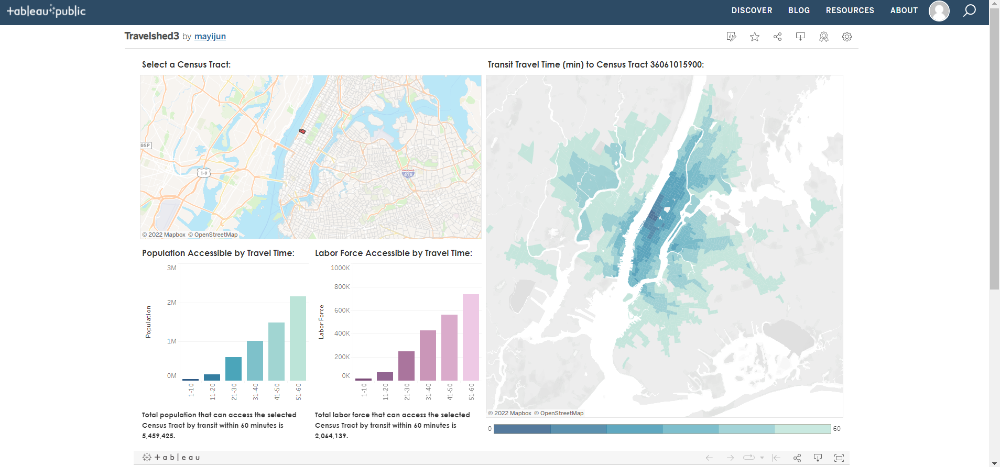 +ableau public
DISCOVER BLOG RESOURCES ABOUT
Travelshed3 by mayijun
Select a Census Tract:
GSP
1-9
678
© 2022 Mapbox © OpenStreetMap
Transit Travel Time (min) to Census Tract 36061015900:
© 2022 Mapbox © OpenStreetMap
0 60
Population Accessible by Travel Time:
3M
2M
1M
0M
Population
1-10
11-20
21-30
31-40
41-50
51-60
Total population that can access the selected
Census Tract by transit within 60 minutes is
5,459,425.
Labor Force Accessible by Travel Time:
1000K
800K
600K
400K
200K
0K
Labor Force
1-10
11-20
21-30
31-40
41-50
51-60
Total labor force that can access the selected
Census Tract by transit within 60 minutes is
2,064,139.
+ableau